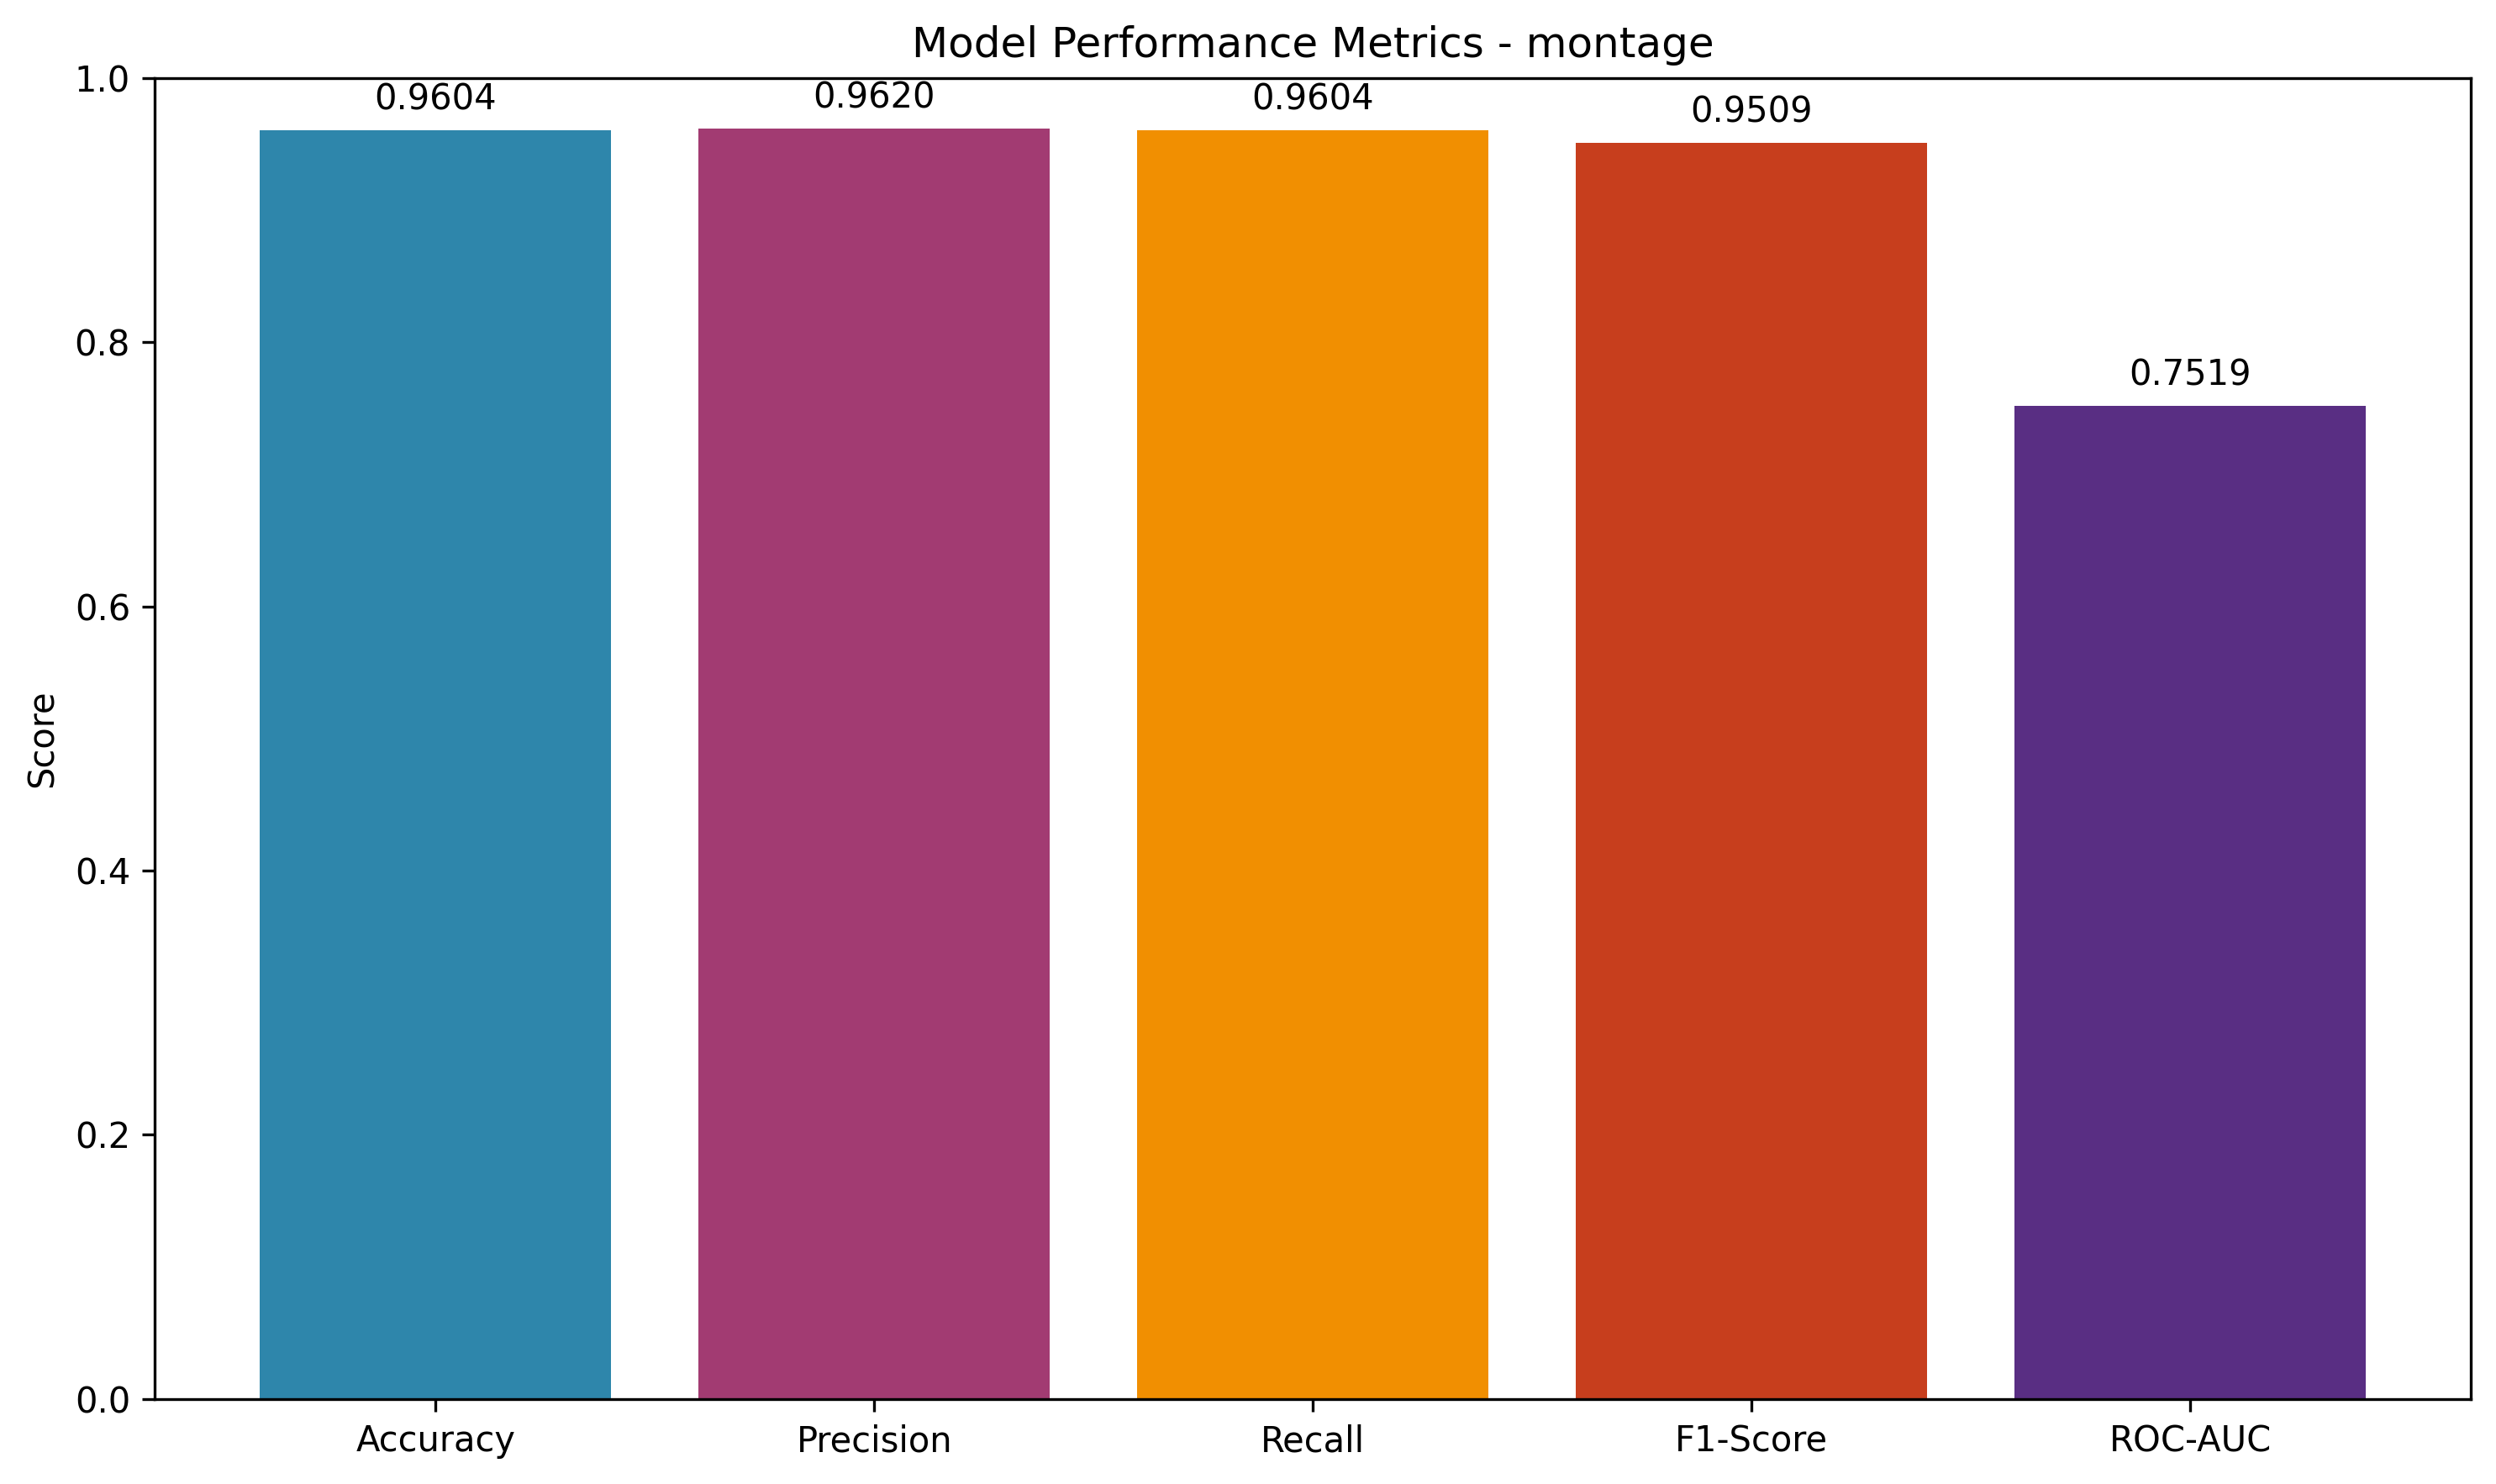 Model Performance Metrics - montage
1.0
0.9604
0.9620
0.9604
0.9509
0.8
0.7519
0.6
Score
0.4
0.2
0.0
Accuracy
Precision
Recall
F1-Score
ROC-AUC